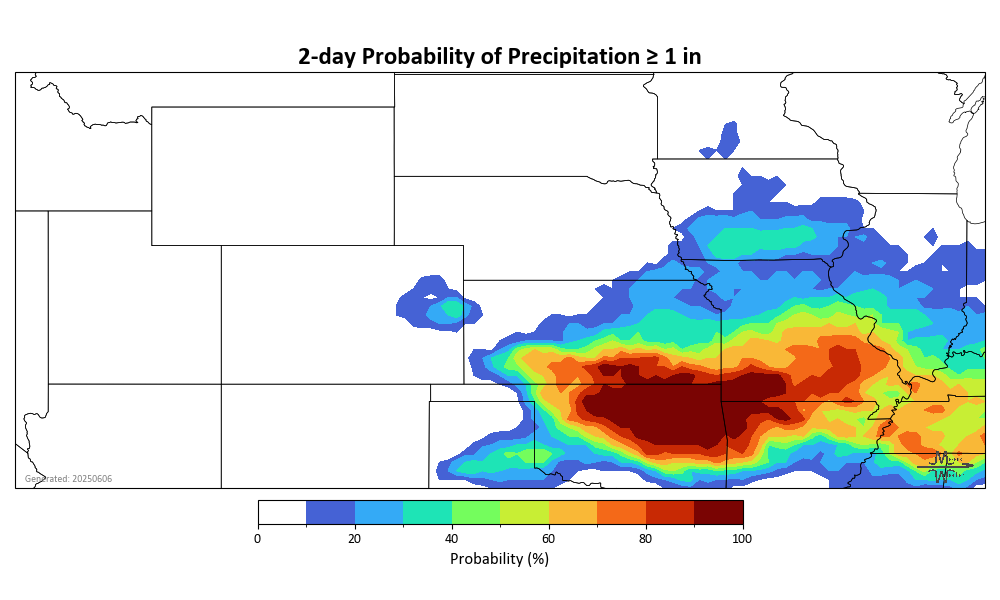 2-day Probability of Precipitation ≥ 1 in
Generated: 20250606
0 20 40 60 80 100
Probability (%)